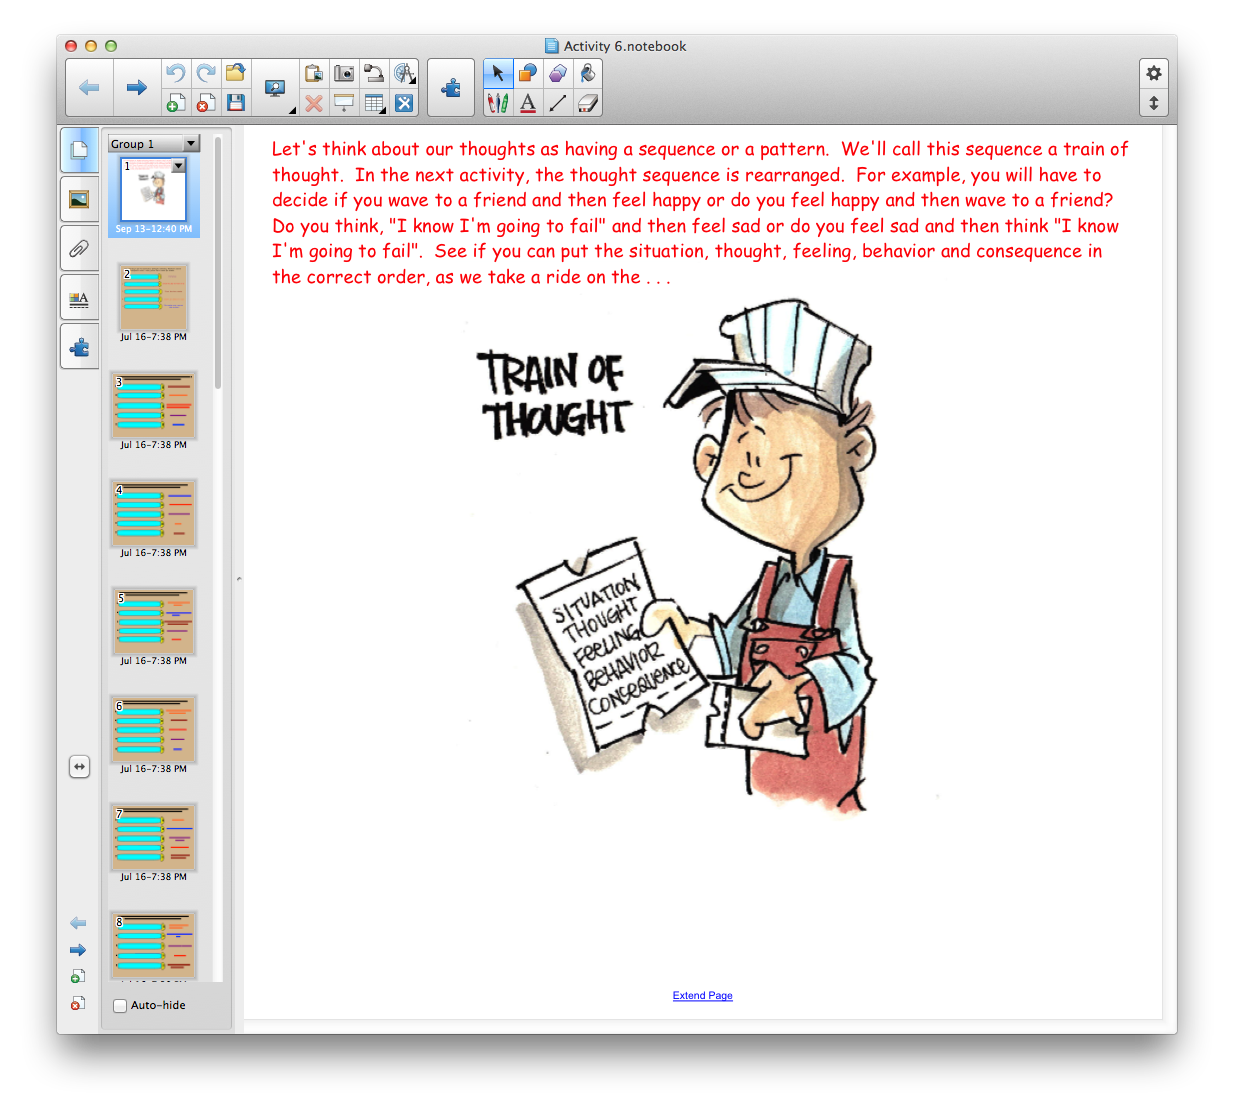 Activity 6.notebook
Group 1
1
Sep 13-12:40 PM
2
Jul 16-7:38 PM
3
Jul 16-7:38 PM
4
Jul 16-7:38 PM
5
Jul 16-7:38 PM
6
Jul 16-7:38 PM
7
Jul 16-7:38 PM
8
Auto-hide
Let's think about our thoughts as having a sequence or a pattern. We'll call this sequence a train of
thought. In the next activity, the thought sequence is rearranged. For example, you will have to
decide if you wave to a friend and then feel happy or do you feel happy and then wave to a friend?
Do you think, "I know I'm going to fail" and then feel sad or do you feel sad and then think "I know
I'm going to fail". See if you can put the situation, thought, feeling, behavior and consequence in
the correct order, as we take a ride on the . . .
TRAIN OF
THOUGHT
SITUATION
THOUGHT
FEELING
BEHAVIOR
CONSEQUENCE
Extend Page